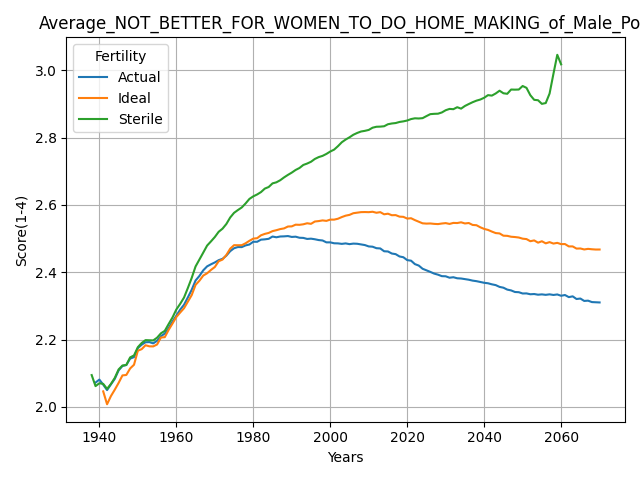 Average_NOT_BETTER_FOR_WOMEN_TO_DO_HOME_MAKING_of_Male_Po
Fertility
Actual
Ideal
Sterile
Score(1-4)
3.0
2.8
2.6
2.4
2.2
2.0
1940 1960 1980 2000 2020 2040 2060
Years